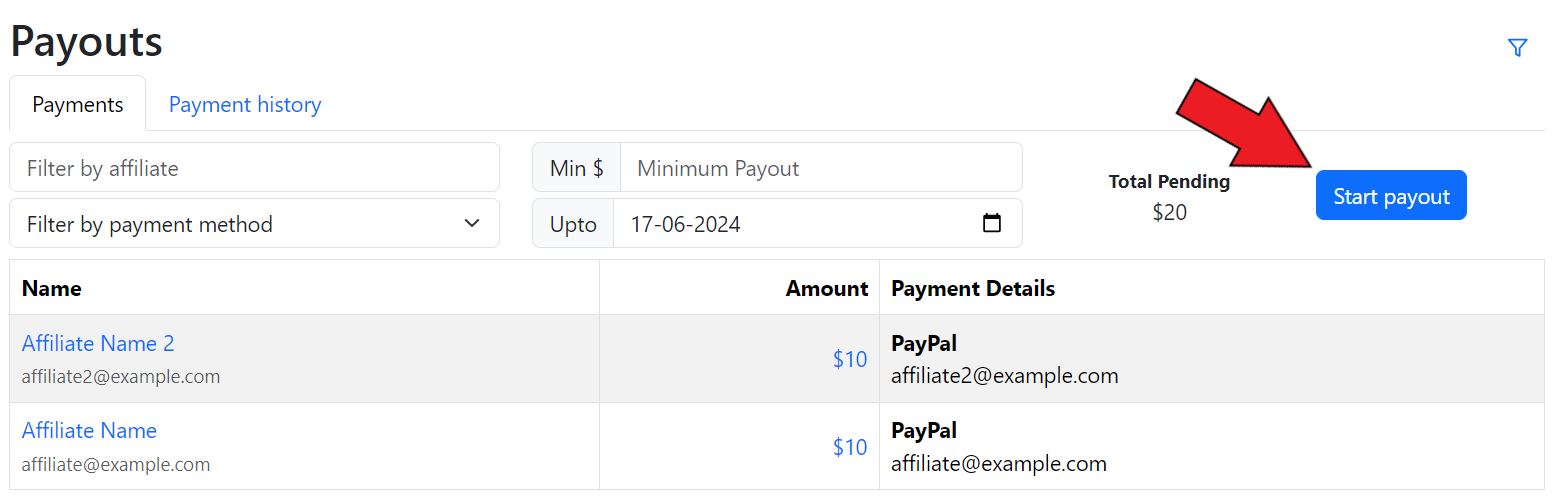 Payouts
Payments
Payment history
Filter by affiliate
Min $
Minimum Payout
Total Pending
$20
Start payout
Filter by payment method
Upto
17-06-2024
Name
Amount
Payment Details
Affiliate Name 2
affiliate2@example.com
$10
PayPal
affiliate2@example.com
Affiliate Name
affiliate@example.com
$10
PayPal
affiliate@example.com